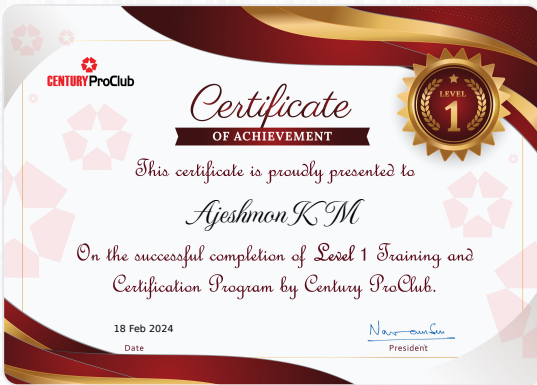 CENTURY ProClub
Certificate
OF ACHIEVEMENT
LEVEL
1
This certificate is proudly presented to
Ajeshmon K M
On the successful completion of Level 1 Training and
Certification Program by Century ProClub.
18 Feb 2024
Date
President